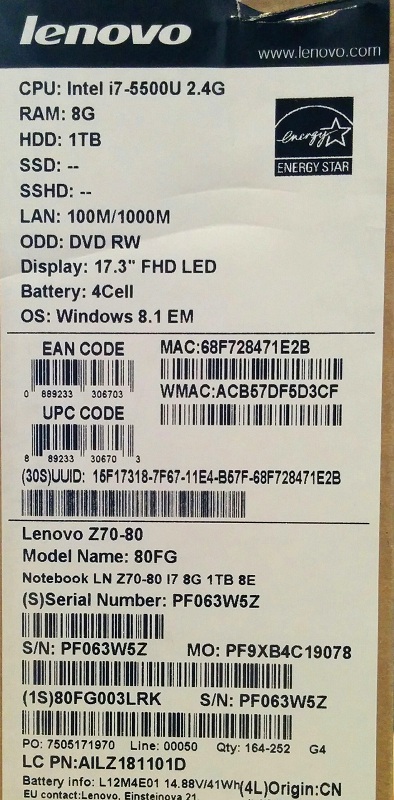 lenovo
www.lenovo.com
CPU: Intel i7-5500U 2.4G
RAM: 8G
HDD: 1TB
SSD: --
SSHD: --
LAN: 100M/1000M
ODD: DVD RW
Display: 17.3" FHD LED
Battery: 4Cell
OS: Windows 8.1 EM
energy
ENERGY STAR
EAN CODE
0 889233 306703
UPC CODE
8 89233 30670 3
MAC:68F728471E2B
WMAC:ACB57DF5D3CF
(30S)UUID: 15F17318-7F67-11E4-B57F-68F728471E2B
Lenovo Z70-80
Model Name: 80FG
Notebook LN Z70-80 I7 8G 1TB 8E
(S)Serial Number: PF063W5Z
S/N: PF063W5Z MO: PF9XB4C19078
(1S)80FG003LRK S/N: PF063W5Z
PO: 7505171970 Line: 00050 Qty: 164-252 G4
LC PN:AILZ181101D
Battery info: L12M4E01 14.88V/41Wh(4L)Origin:CN
EU contact:Lenovo, Einsteinova 21